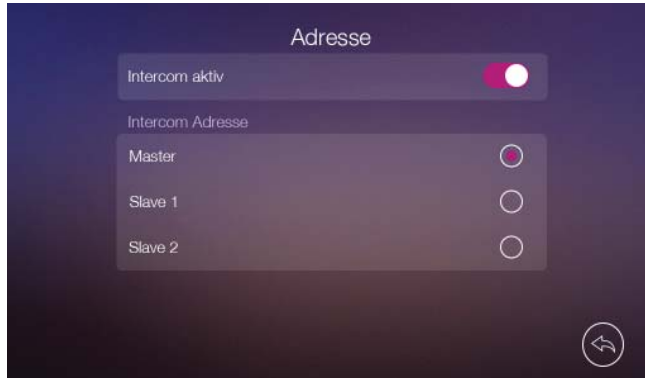 Adresse
Intercom aktiv
Intercom Adresse
Master
Slave 1
Slave 2